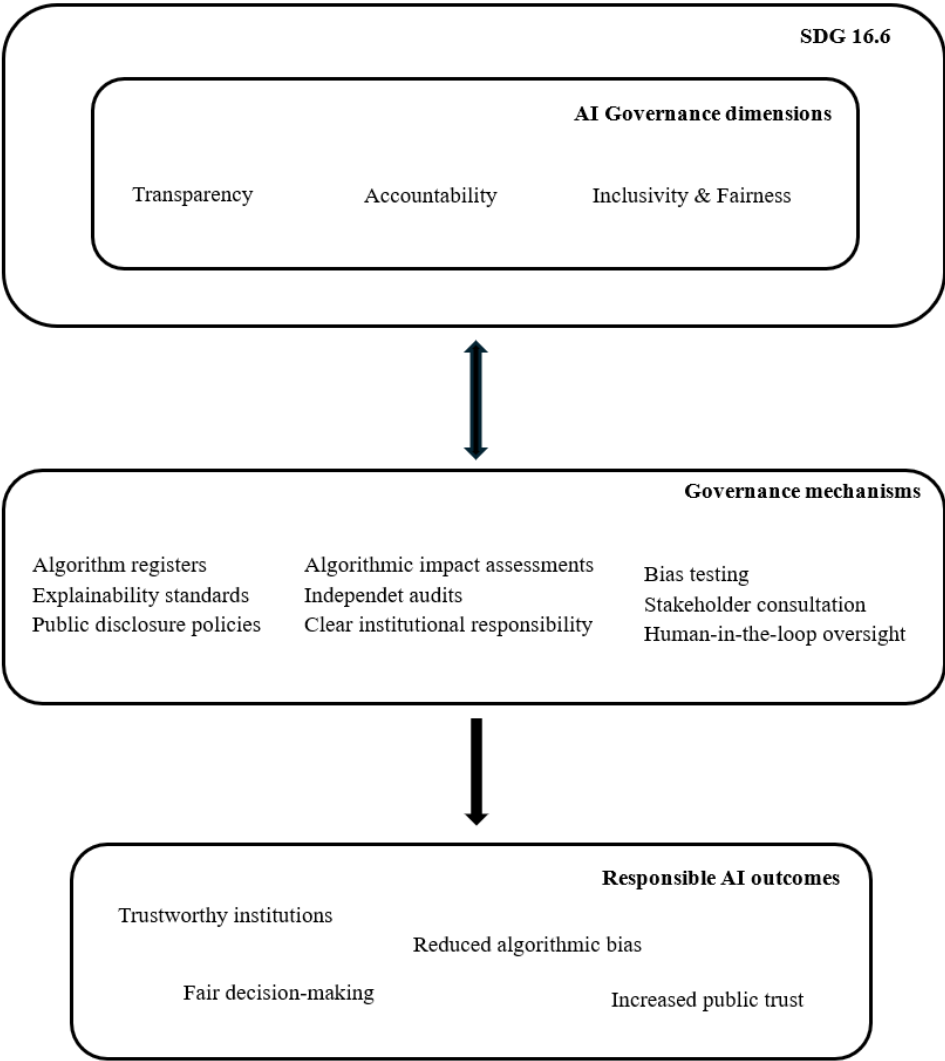 SDG 16.6
AI Governance dimensions
Transparency
Accountability
Inclusivity & Fairness
Governance mechanisms
Algorithm registers
Explainability standards
Public disclosure policies
Algorithmic impact assessments
Independet audits
Clear institutional responsibility
Bias testing
Stakeholder consultation
Human-in-the-loop oversight
Responsible AI outcomes
Trustworthy institutions
Reduced algorithmic bias
Fair decision-making
Increased public trust